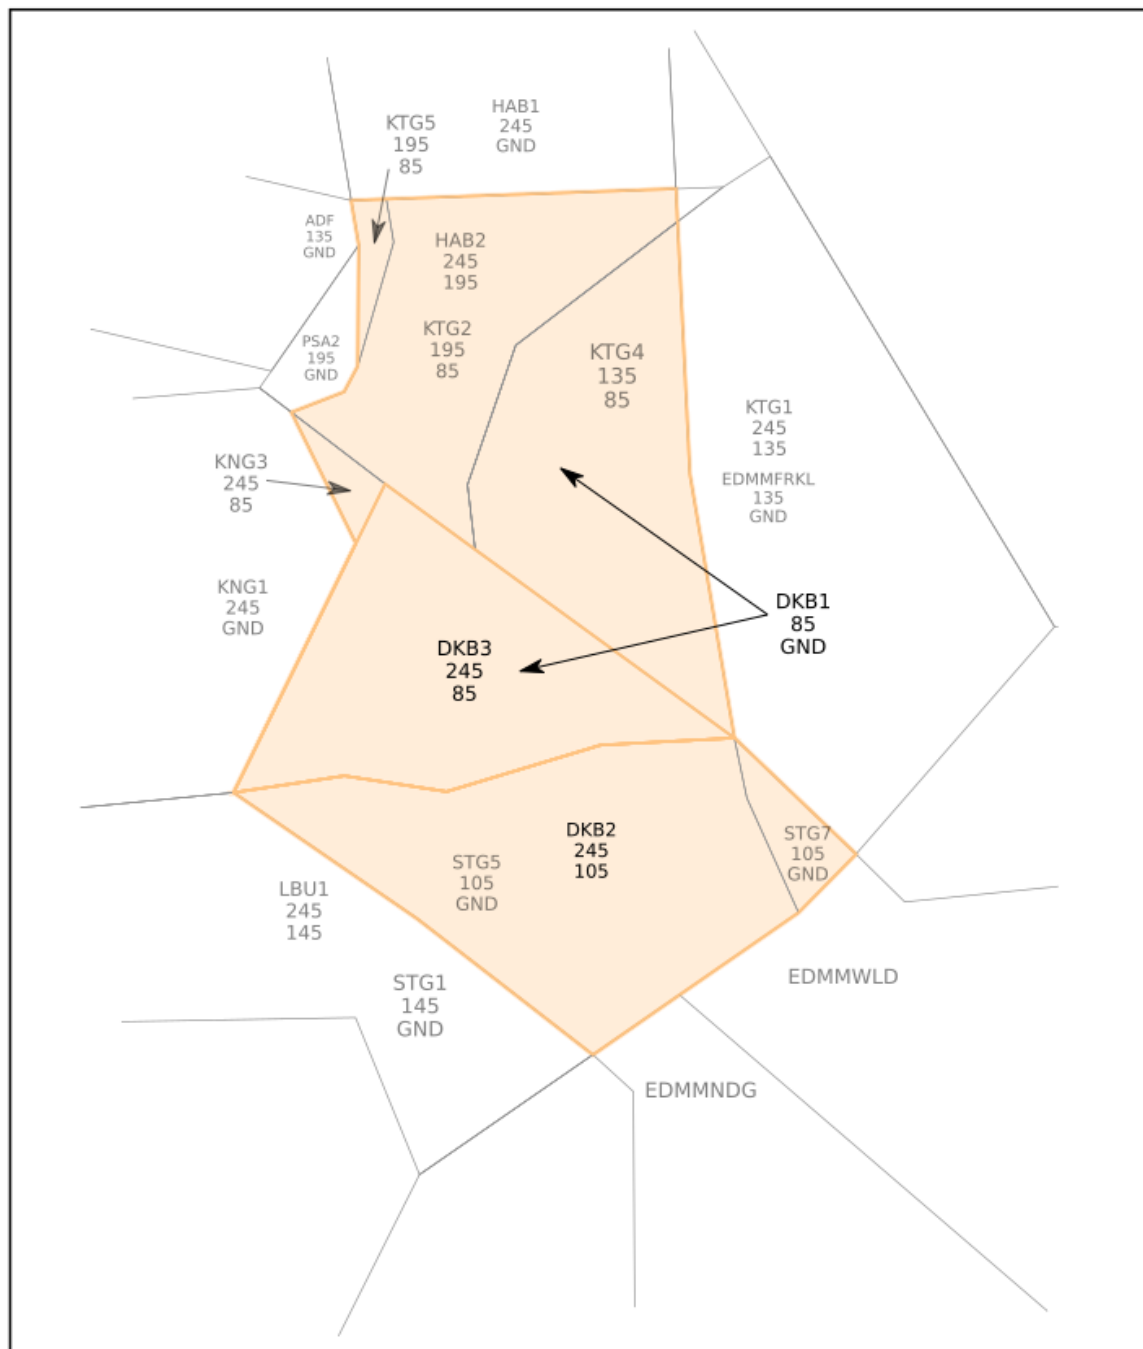 HAB1
245
GND
KTG5
195
85
ADF
135
GND
HAB2
245
195
PSA2
195
GND
KTG2
195
85
KTG4
135
85
KTG1
245
135
EDMMFRKL
135
GND
KNG3
245
85
KNG1
245
GND
DKB1
85
GND
DKB3
245
85
DKB2
245
105
STG7
105
GND
STG5
105
GND
LBU1
245
145
STG1
145
GND
EDMMWLD
EDMMNDG